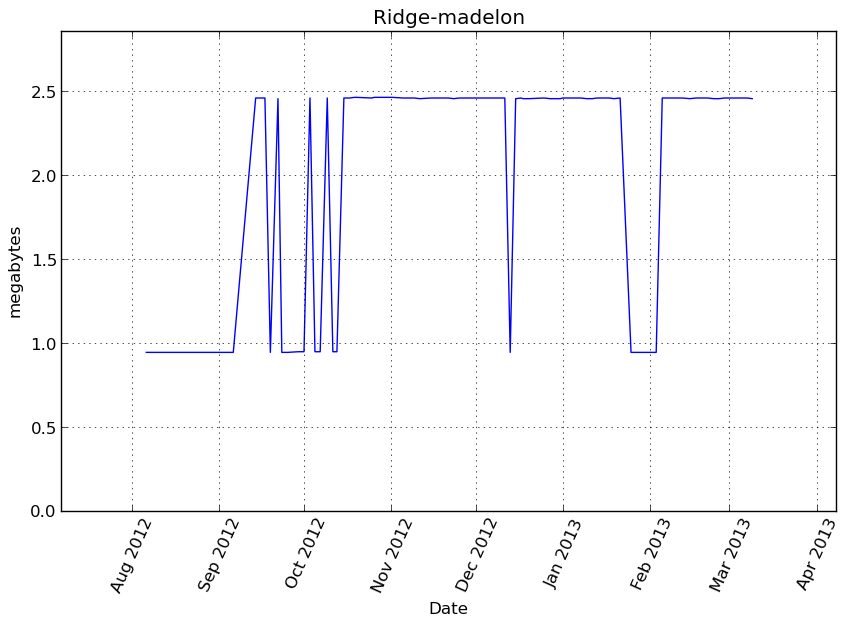 Ridge-madelon
megabytes
2.5
2.0
1.5
1.0
0.5
0.0
Aug 2012
Sep 2012
Oct 2012
Nov 2012
Dec 2012
Jan 2013
Feb 2013
Mar 2013
Apr 2013
Date